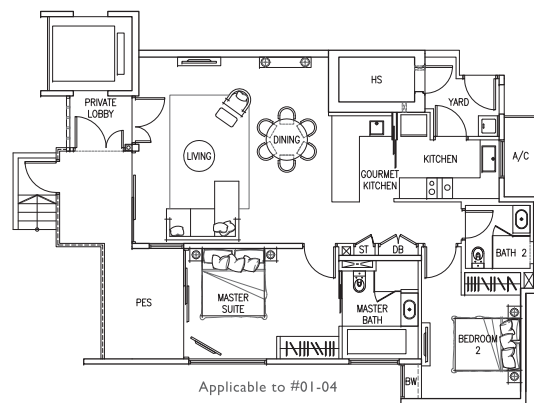 HS
PRIVATE
LOBBY
YARD
LIVING
DINING
GOURMET
KITCHEN
KITCHEN
A/C
ST
DB
BATH 2
PES
MASTER
SUITE
MASTER
BATH
BEDROOM
2
BW
Applicable to #01-04